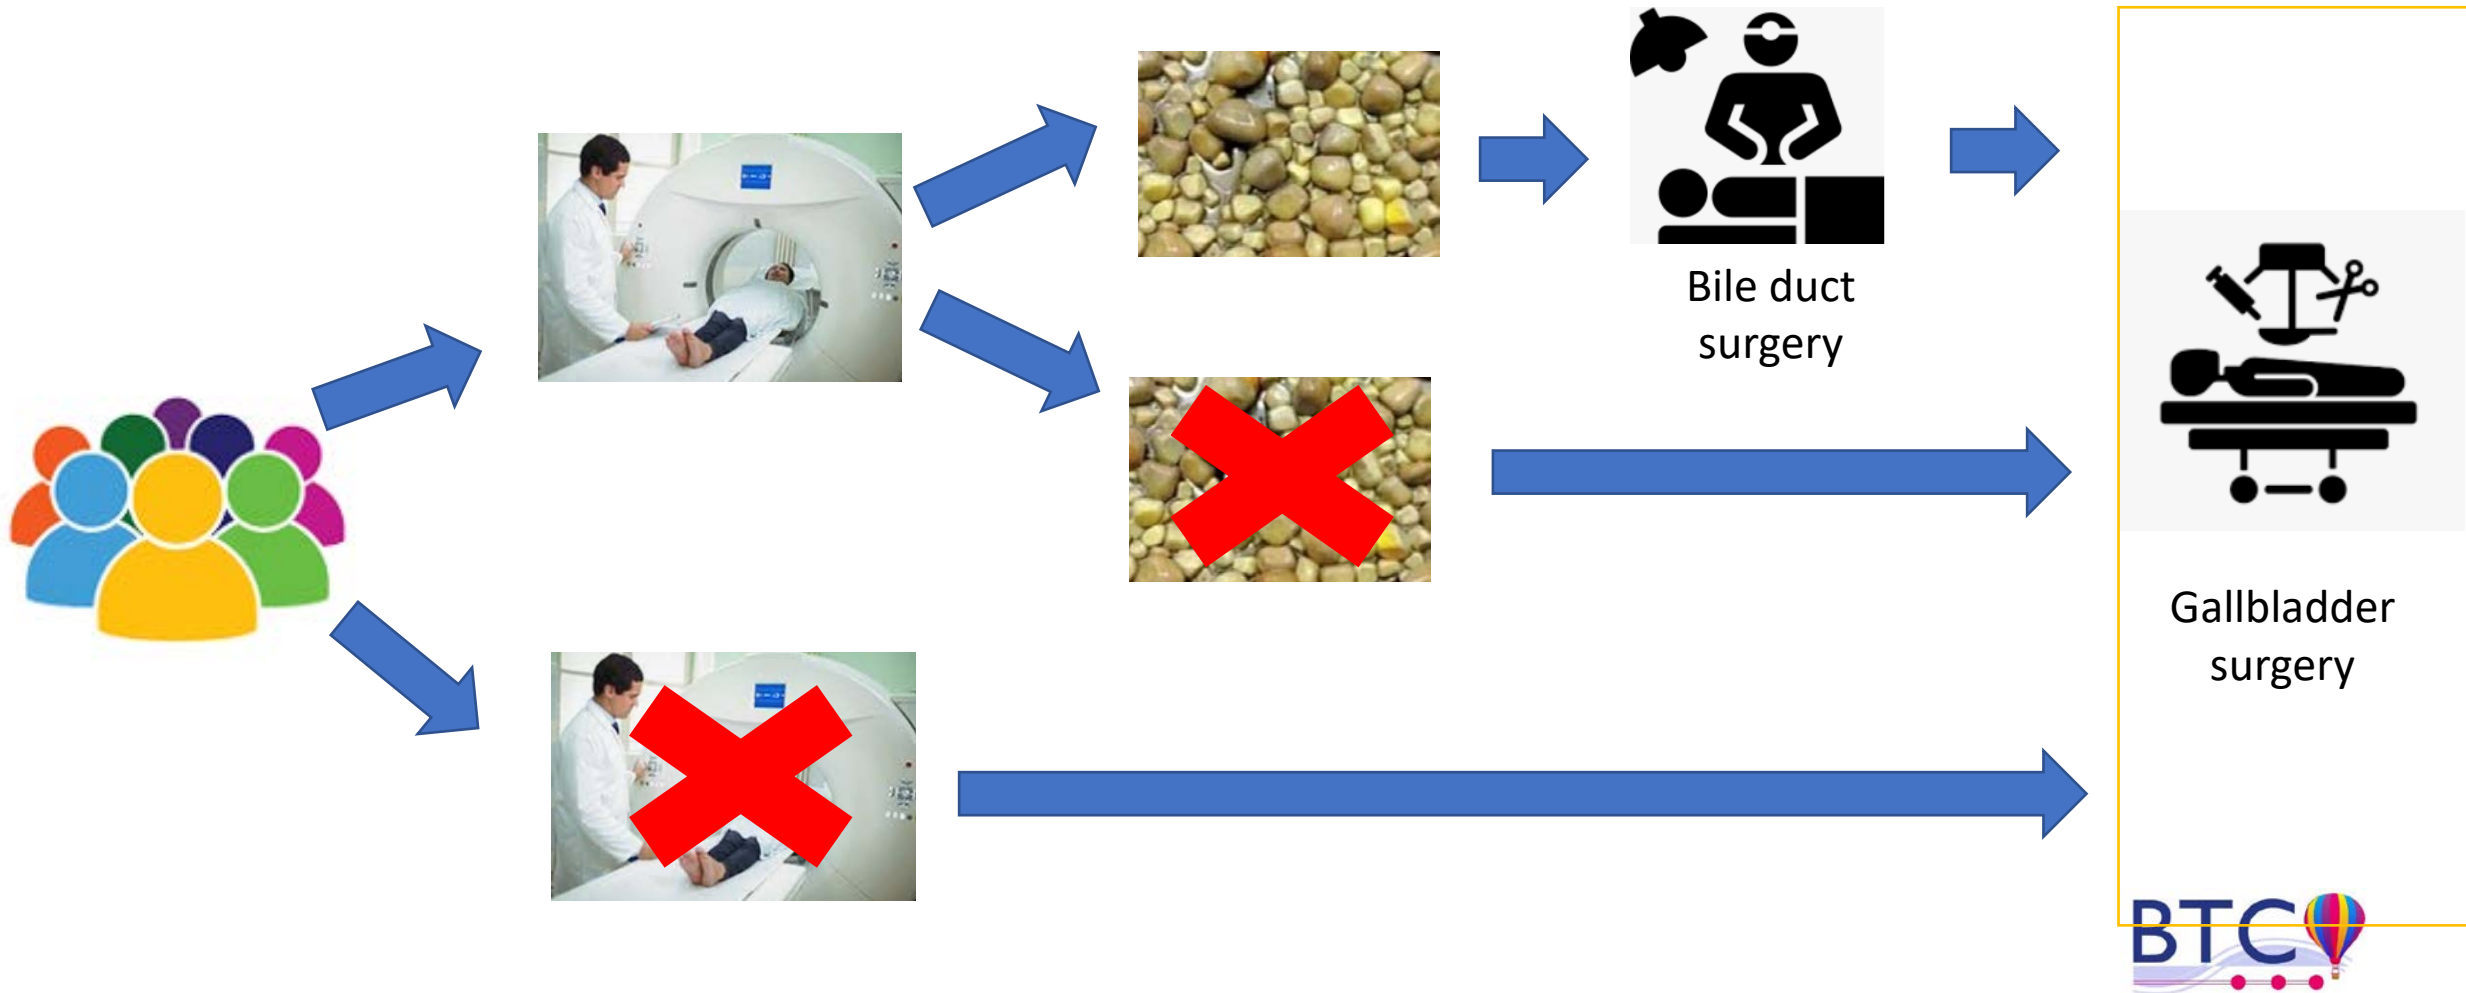 Bile duct
surgery
Gallbladder
surgery
BTC